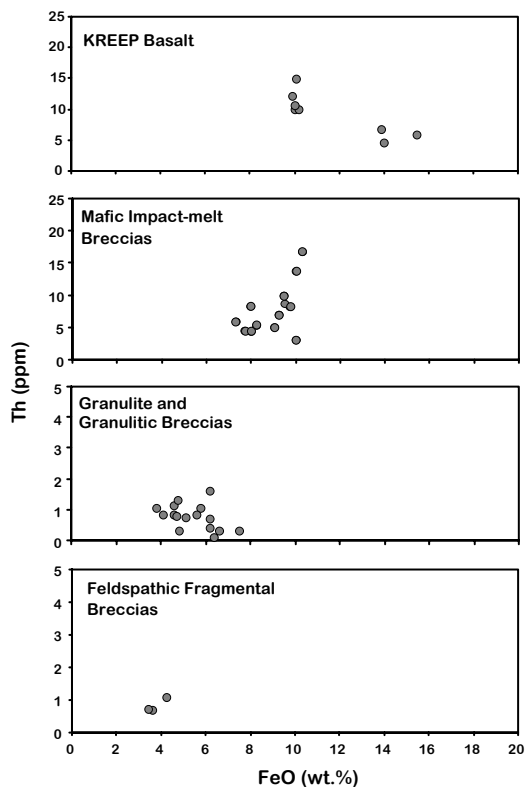 25
20
15
10
5
0
KREEP Basalt
25
20
15
10
5
0
Mafic Impact-melt
Breccias
Th (ppm)
5
4
3
2
1
0
Granulite and
Granulitic Breccias
5
4
3
2
1
0
Feldspathic Fragmental
Breccias
0 2 4 6 8 10 12 14 16 18 20
FeO (wt.%)